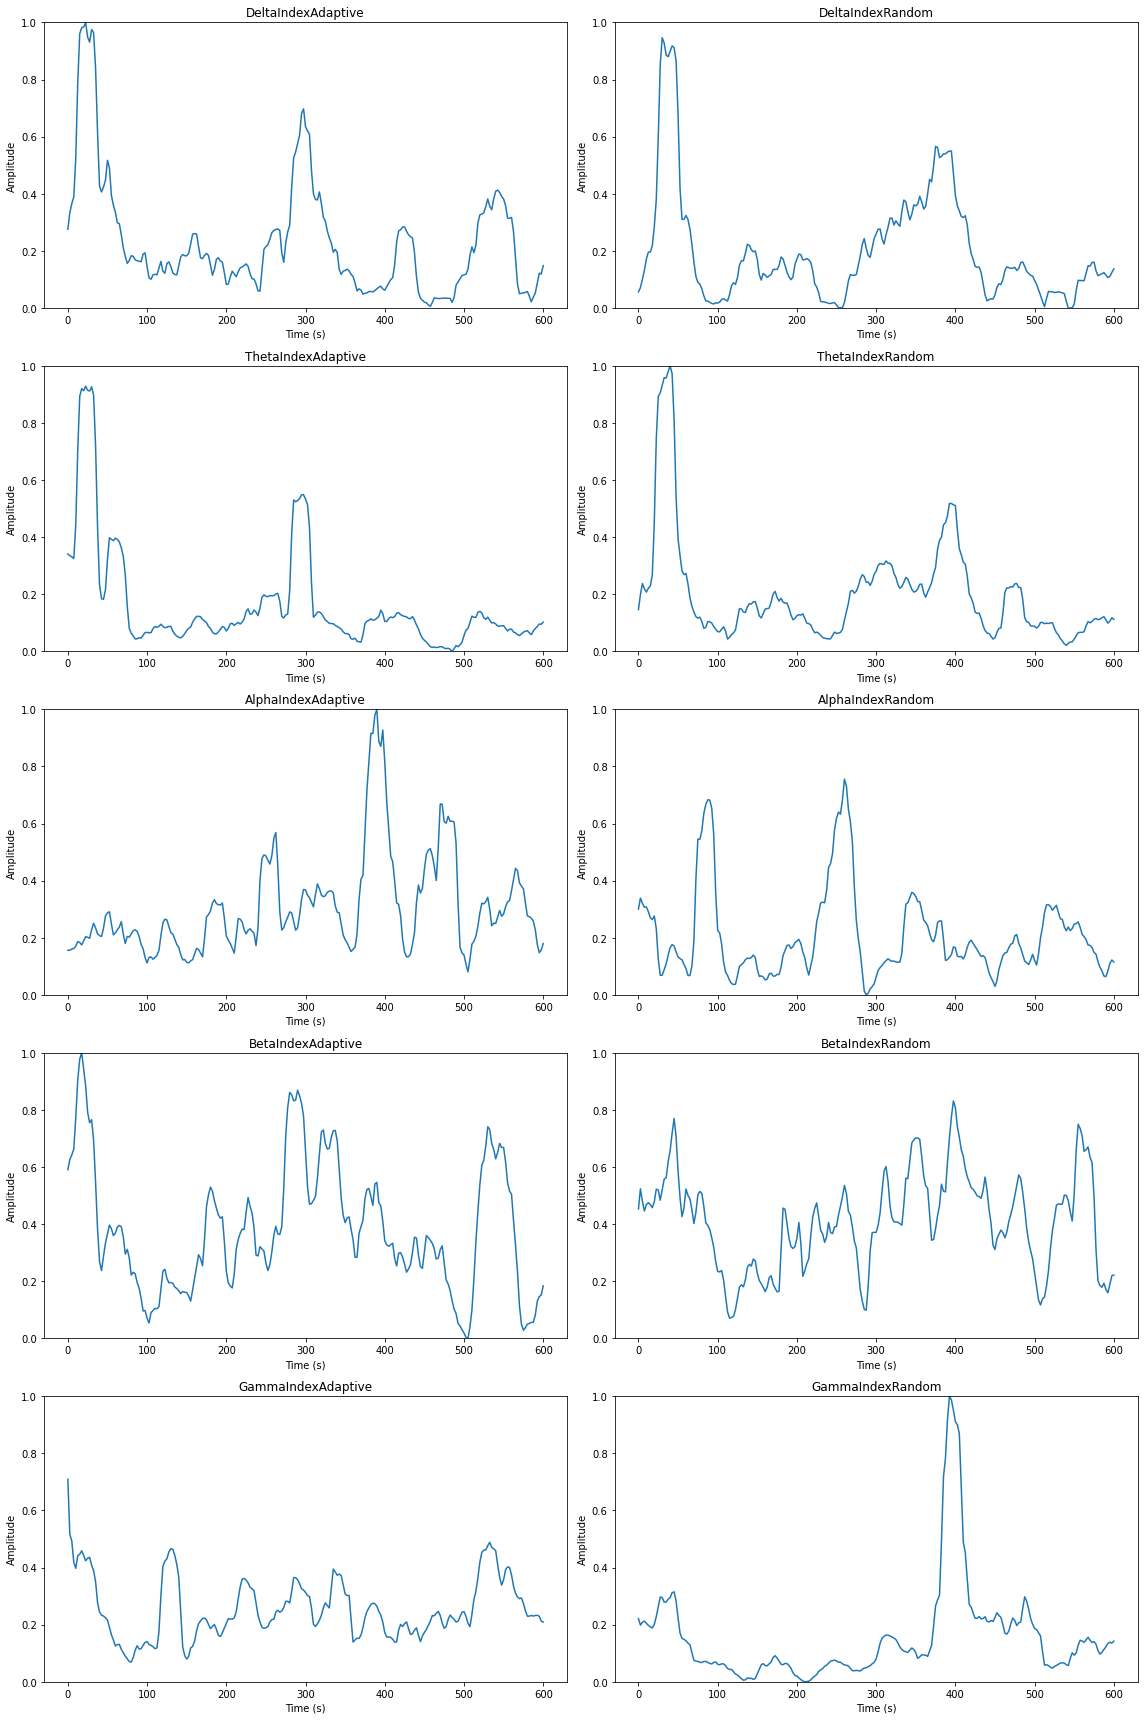 DeltaIndexAdaptive
1.0
0.8
0.6
0.4
0.2
0.0
Amplitude
0 100 200 300 400 500 600
Time (s)
DeltaIndexRandom
1.0
0.8
0.6
0.4
0.2
0.0
Amplitude
0 100 200 300 400 500 600
Time (s)
ThetaIndexAdaptive
1.0
0.8
0.6
0.4
0.2
0.0
Amplitude
0 100 200 300 400 500 600
Time (s)
ThetaIndexRandom
1.0
0.8
0.6
0.4
0.2
0.0
Amplitude
0 100 200 300 400 500 600
Time (s)
AlphaIndexAdaptive
1.0
0.8
0.6
0.4
0.2
0.0
Amplitude
0 100 200 300 400 500 600
Time (s)
AlphaIndexRandom
1.0
0.8
0.6
0.4
0.2
0.0
Amplitude
0 100 200 300 400 500 600
Time (s)
BetaIndexAdaptive
1.0
0.8
0.6
0.4
0.2
0.0
Amplitude
0 100 200 300 400 500 600
Time (s)
BetaIndexRandom
1.0
0.8
0.6
0.4
0.2
0.0
Amplitude
0 100 200 300 400 500 600
Time (s)
GammaIndexAdaptive
1.0
0.8
0.6
0.4
0.2
0.0
Amplitude
0 100 200 300 400 500 600
Time (s)
GammaIndexRandom
1.0
0.8
0.6
0.4
0.2
0.0
Amplitude
0 100 200 300 400 500 600
Time (s)